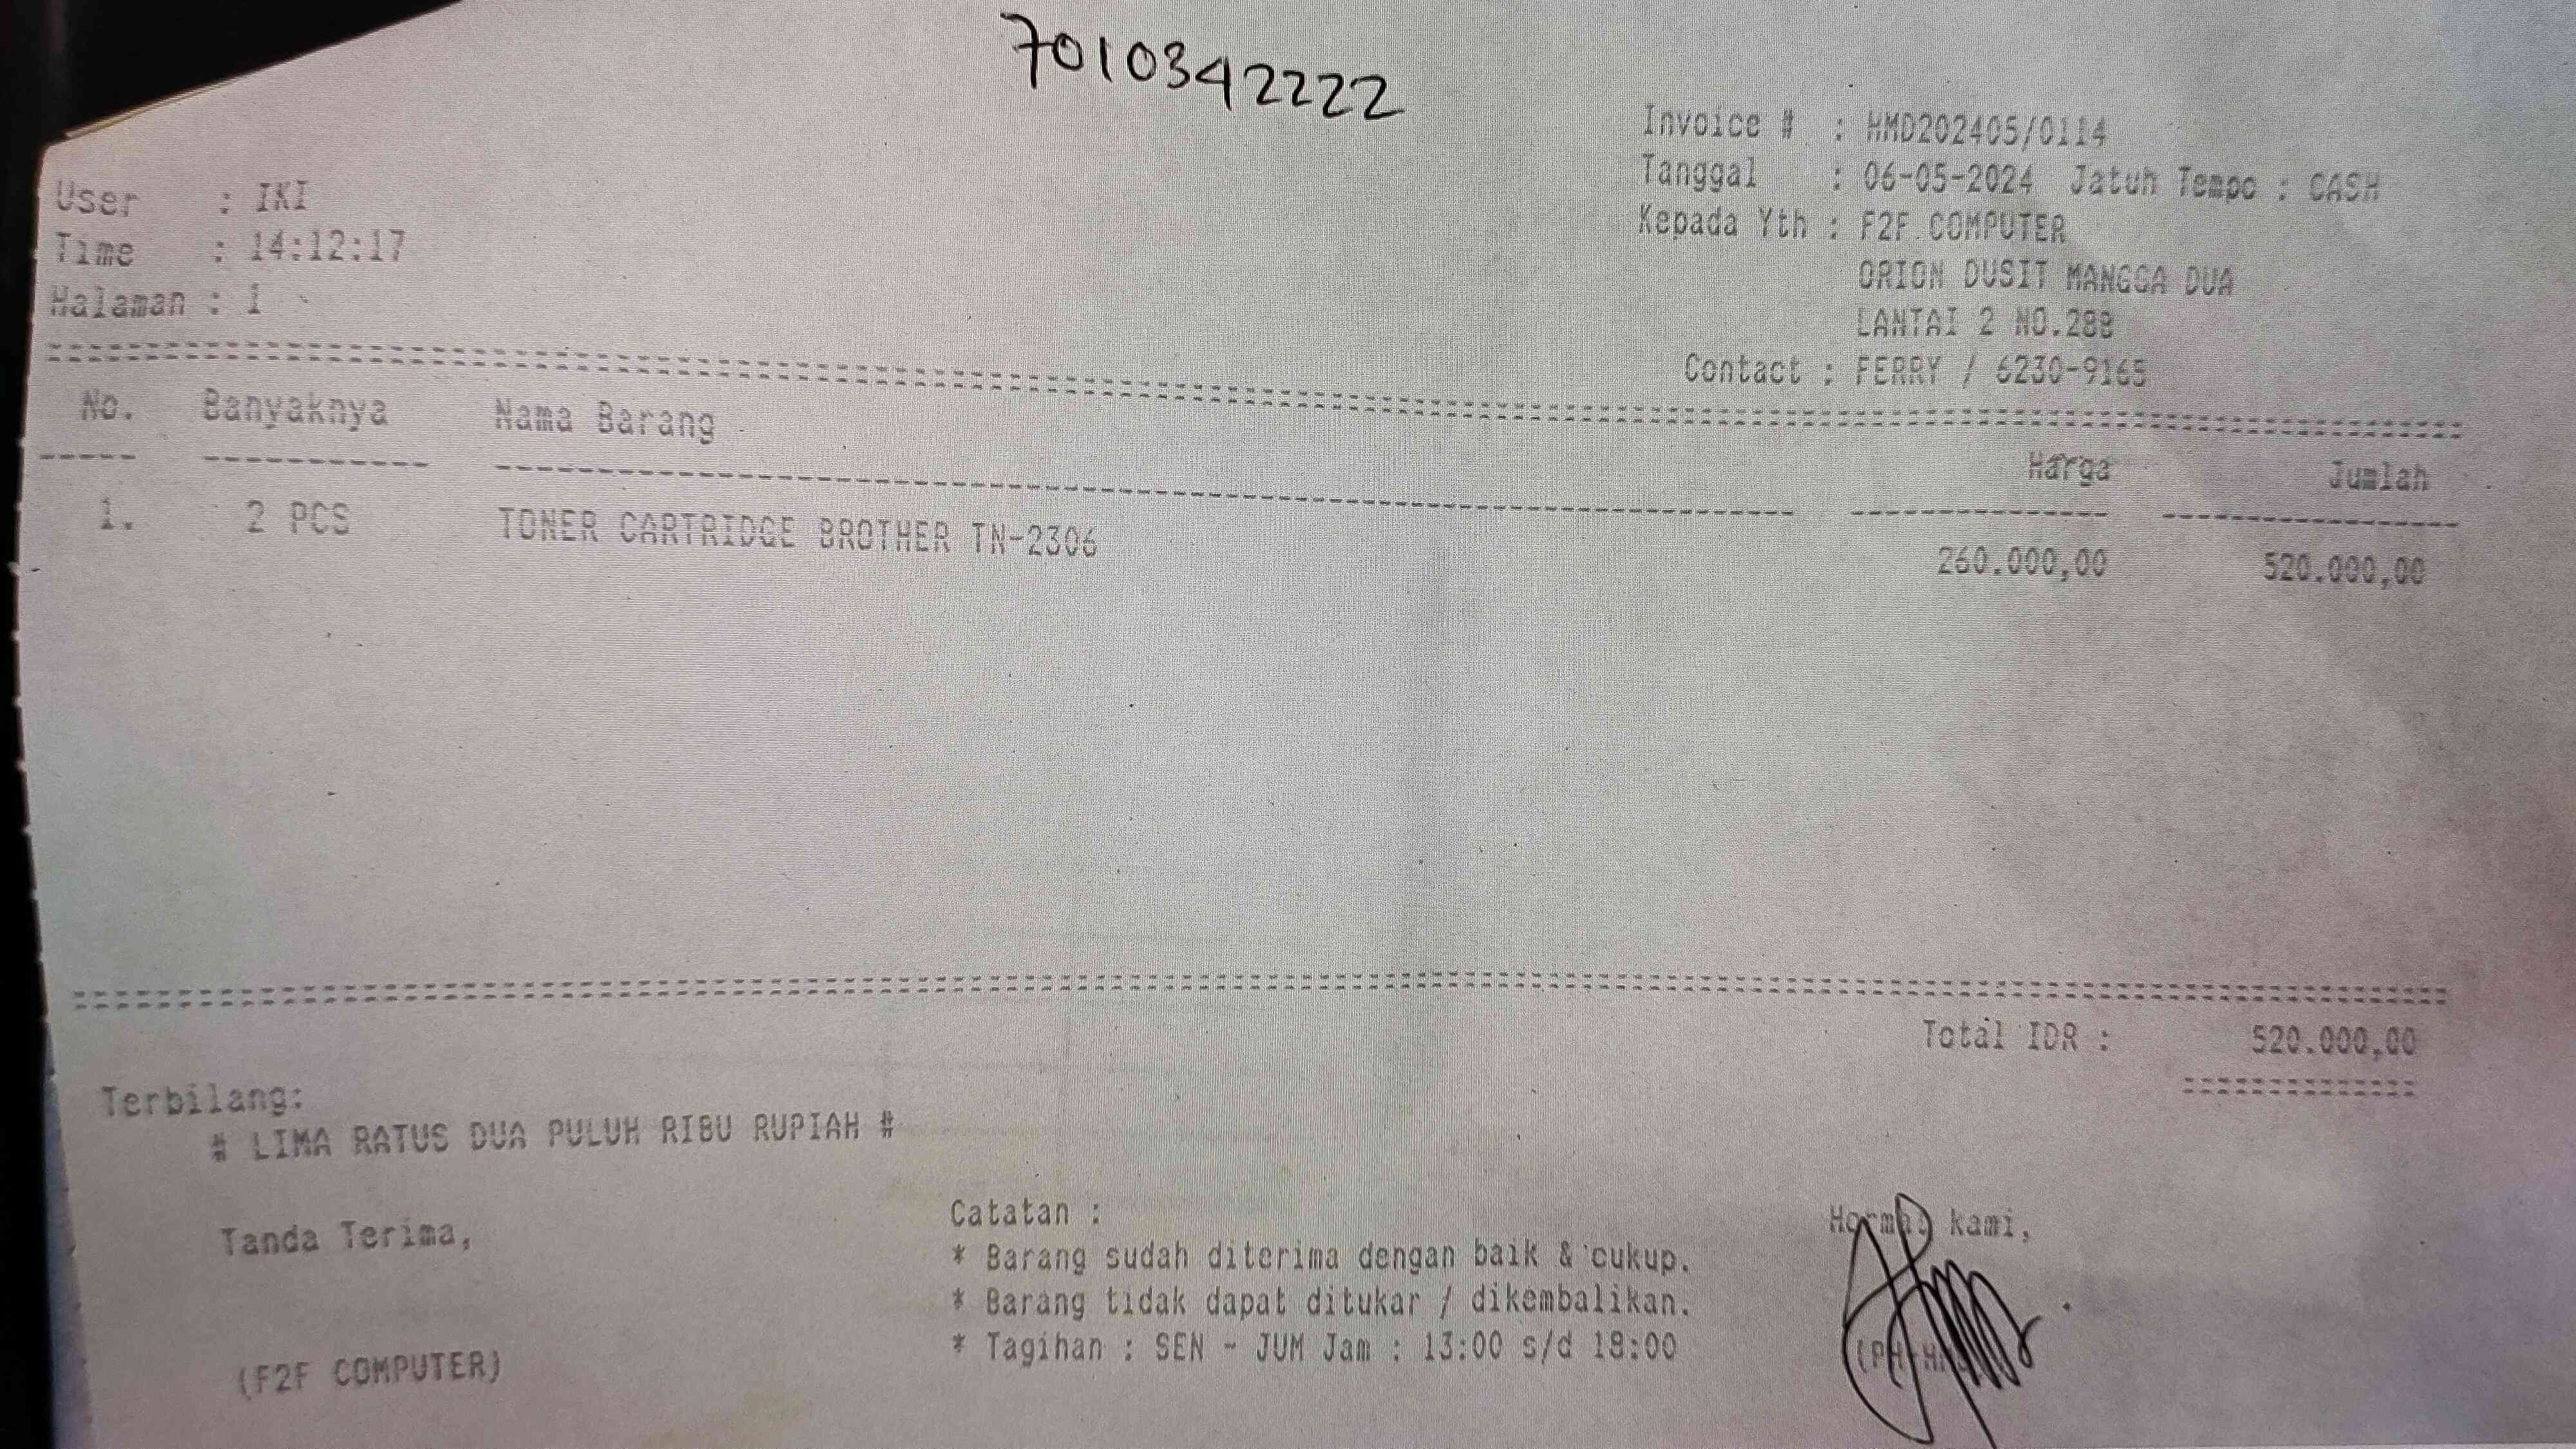 7010342222
Invoice # : HMD202405/0114
Tanggal : 06-05-2024 Jatuh Tempo : CASH
Kepada Yth : F2F COMPUTER
ORION DUSIT MANGGA DUA
LANTAI 2 NO.288
Contact : FERRY / 6230-9165
User : IKI
Time : 14:12:17
Halaman : 1
No. Banyaknya Nama Barang Harga Jumlah
1. 2 PCS TONER CARTRIDGE BROTHER TN-2306 260.000,00 520.000,00
Total IDR : 520.000,00
Terbilang:
# LIMA RATUS DUA PULUH RIBU RUPIAH #
Tanda Terima,
(F2F COMPUTER)
Catatan :
* Barang sudah diterima dengan baik & cukup.
* Barang tidak dapat ditukar / dikembalikan.
* Tagihan : SEN - JUM Jam : 13:00 s/d 18:00
Hormat kami,